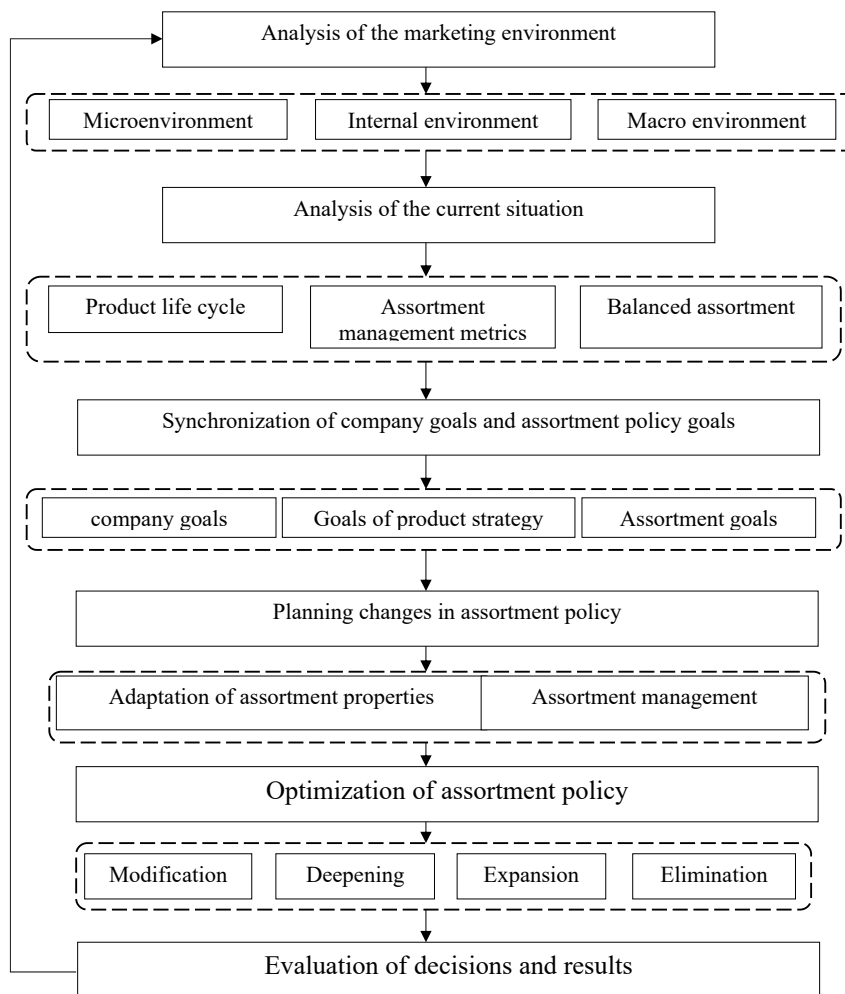 Analysis of the marketing environment
Microenvironment
Internal environment
Macro environment
Analysis of the current situation
Product life cycle
Assortment
management metrics
Balanced assortment
Synchronization of company goals and assortment policy goals
company goals
Goals of product strategy
Assortment goals
Planning changes in assortment policy
Adaptation of assortment properties
Assortment management
Optimization of assortment policy
Modification
Deepening
Expansion
Elimination
Evaluation of decisions and results